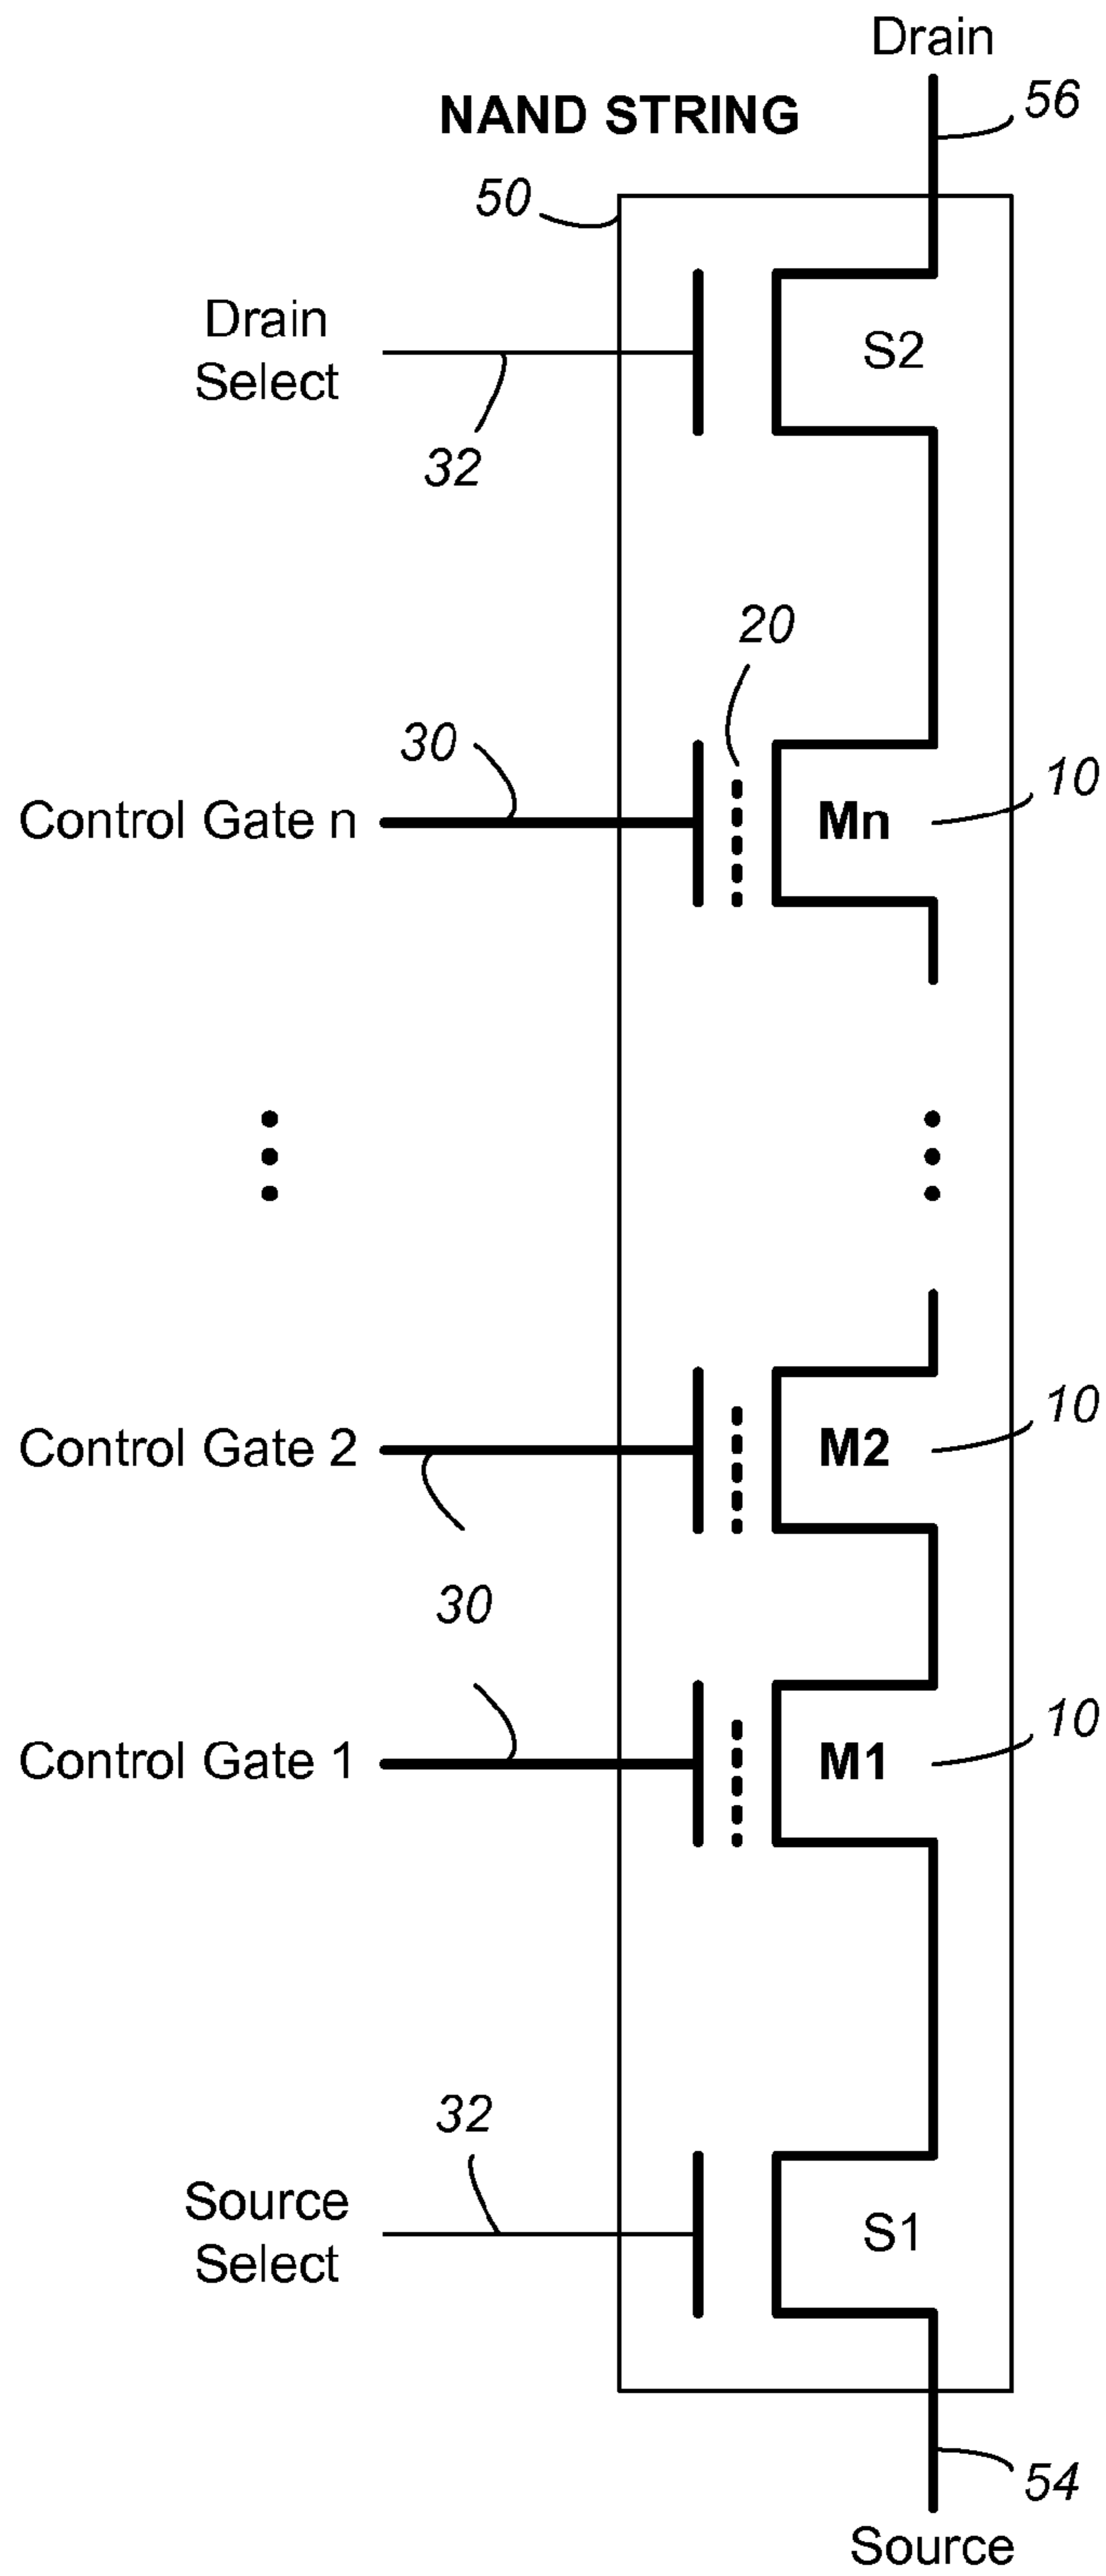 Drain
56
NAND STRING
50
Drain
Select
S2
32
20
30
10
Control Gate n
Mn
10
Control Gate 2
M2
30
10
Control Gate 1
M1
32
Source
Select
S1
54
Source